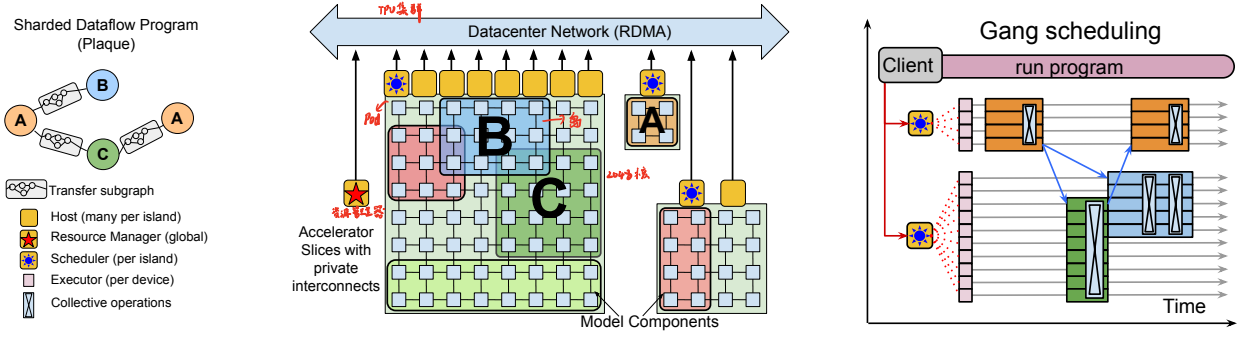 Sharded Dataflow Program
(Plaque)
A
B
C
A
Transfer subgraph
Host (many per island)
Resource Manager (global)
Scheduler (per island)
Executor (per device)
Collective operations
TPU集群
Datacenter Network (RDMA)
Pod
B
A
C
Accelerator
Slices with
private
interconnects
Model Components
Gang scheduling
Client
run program
Time